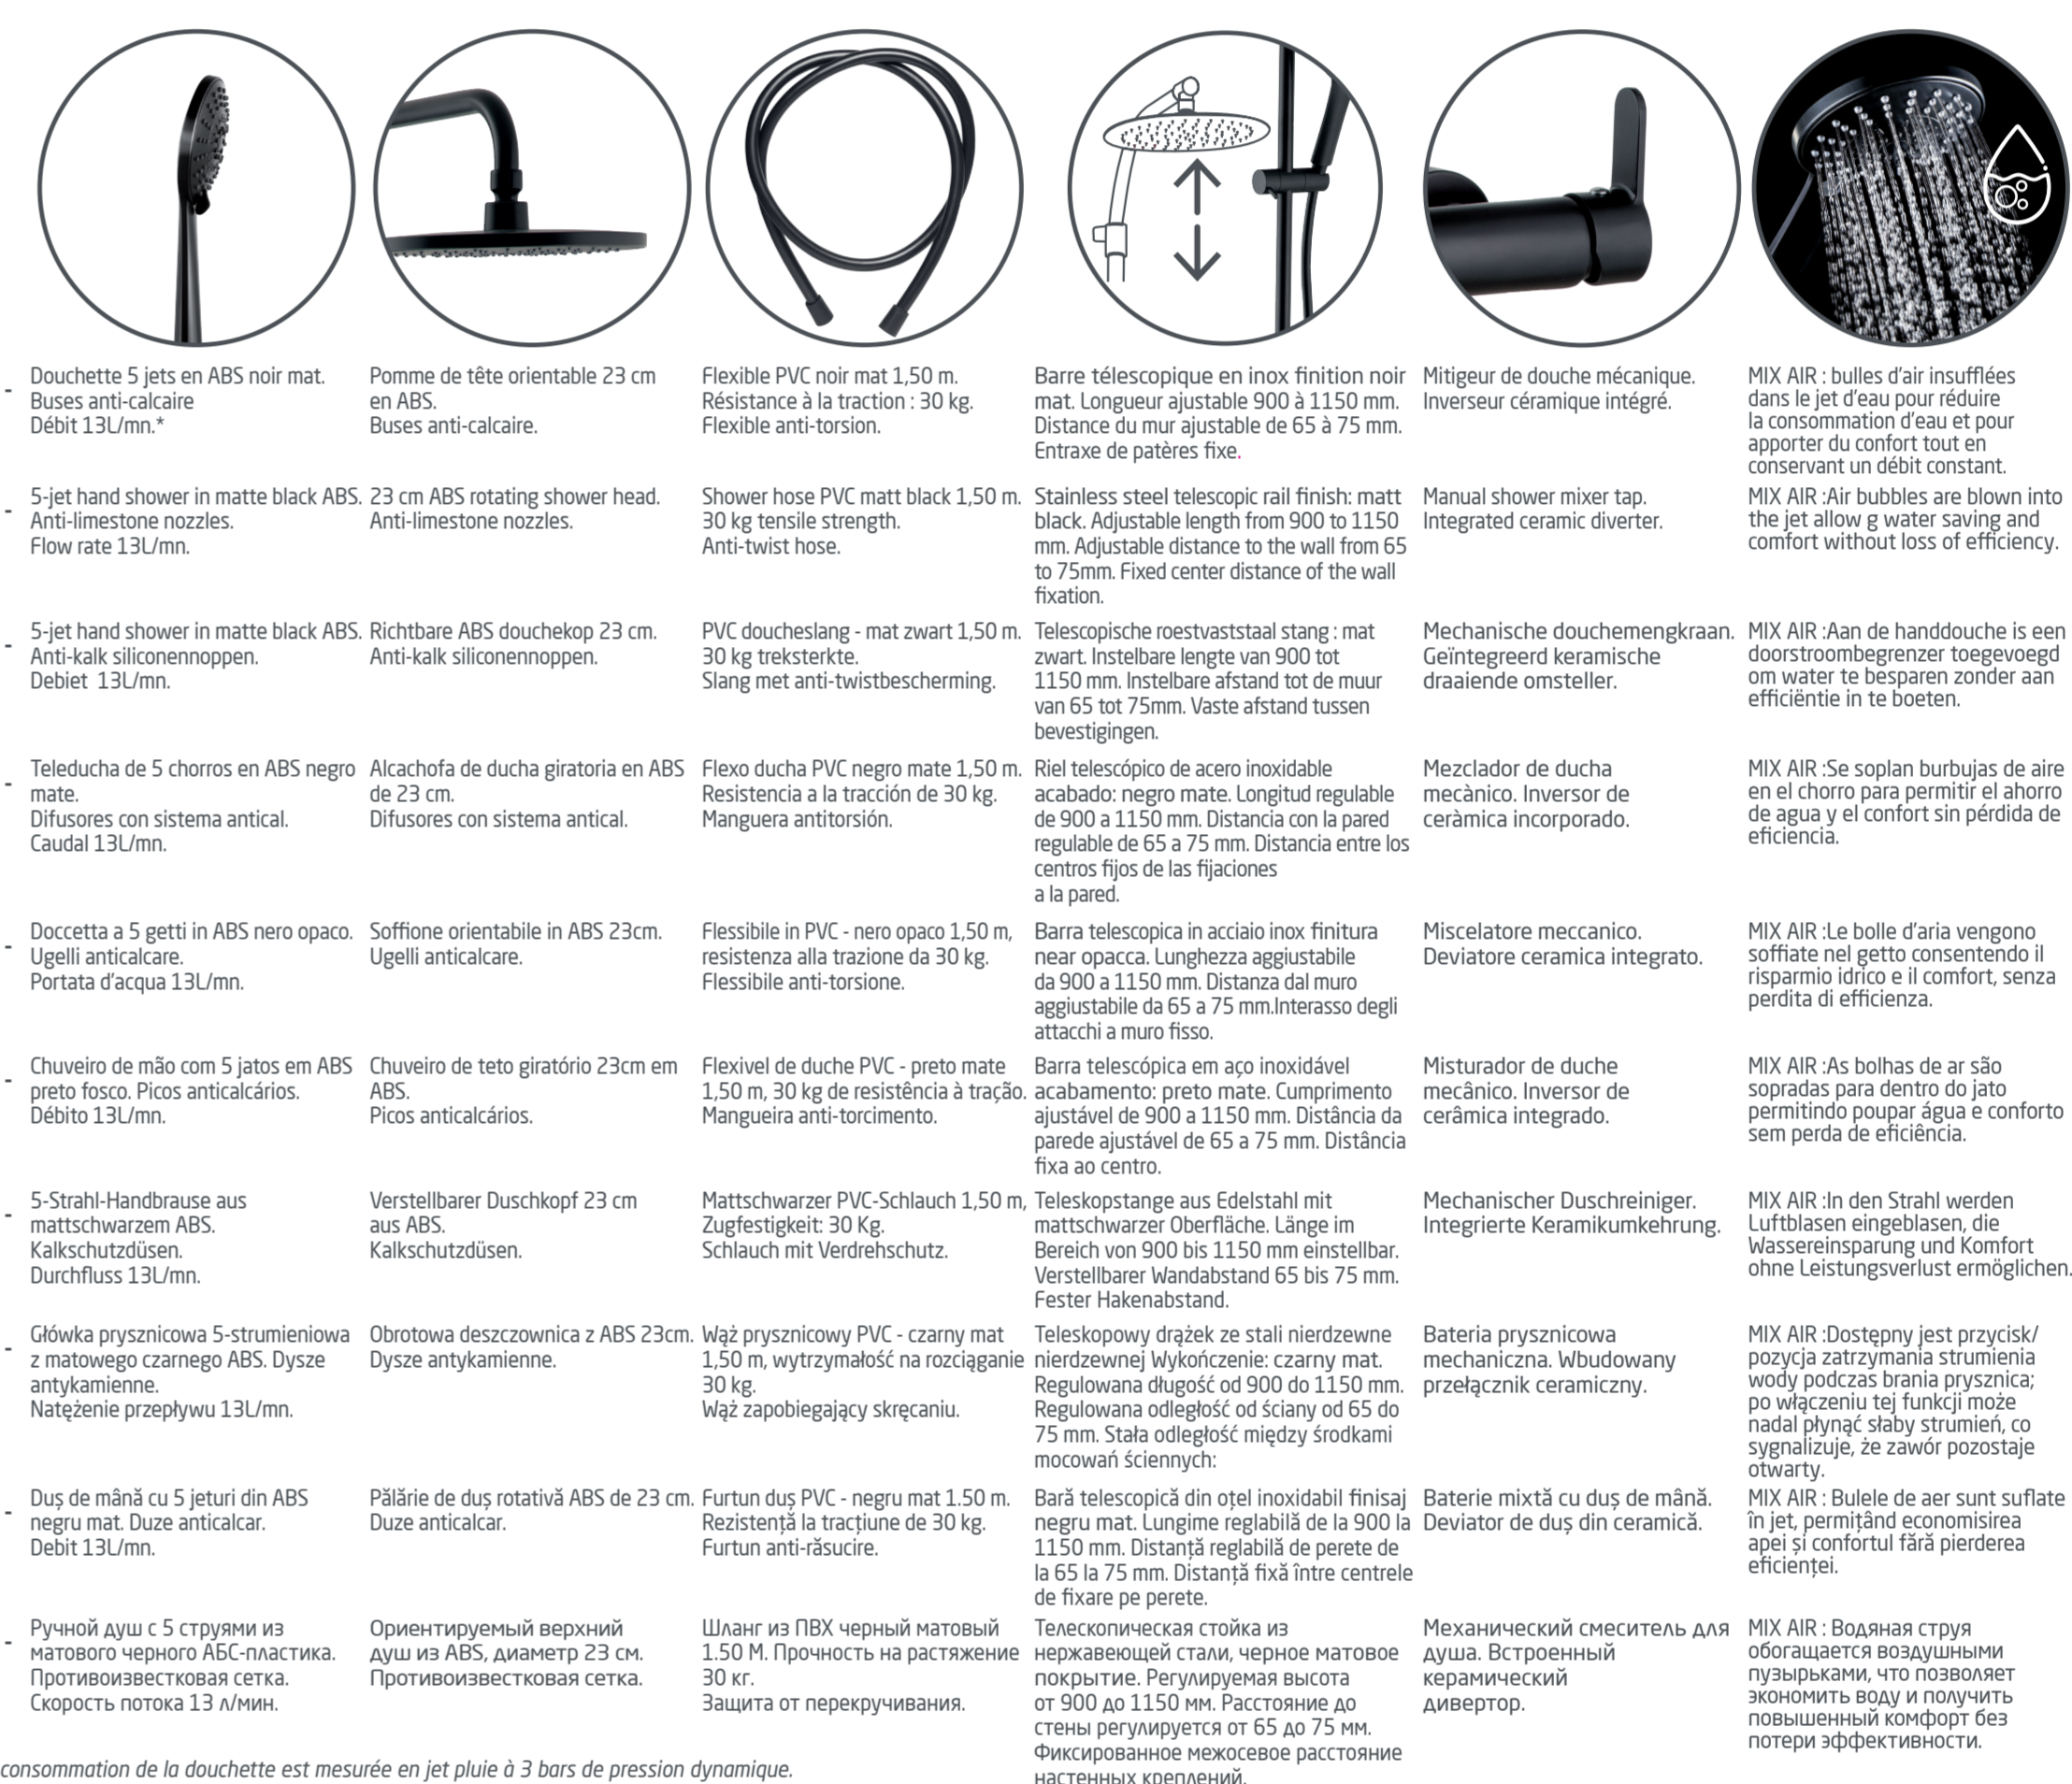 -
Douchette 5 jets en ABS noir mat.
Buses anti-calcaire
Débit 13L/mn.*
Pomme de tête orientable 23 cm
en ABS.
Buses anti-calcaire.
Flexible PVC noir mat 1,50 m.
Résistance à la traction : 30 kg.
Flexible anti-torsion.
Barre télescopique en inox finition noir
mat. Longueur ajustable 900 à 1150 mm.
Distance du mur ajustable de 65 à 75 mm.
Entraxe de patères fixe.
Mitigeur de douche mécanique.
Inverseur céramique intégré.
MIX AIR : bulles d'air insufflées
dans le jet d'eau pour réduire
la consommation d'eau et pour
apporter du confort tout en
conservant un débit constant.
-
5-jet hand shower in matte black ABS.
Anti-limestone nozzles.
Flow rate 13L/mn.
23 cm ABS rotating shower head.
Anti-limestone nozzles.
Shower hose PVC matt black 1,50 m.
30 kg tensile strength.
Anti-twist hose.
Stainless steel telescopic rail finish: matt
black. Adjustable length from 900 to 1150
mm. Adjustable distance to the wall from 65
to 75mm. Fixed center distance of the wall
fixation.
Manual shower mixer tap.
Integrated ceramic diverter.
MIX AIR :Air bubbles are blown into
the jet allow g water saving and
comfort without loss of efficiency.
-
5-jet hand shower in matte black ABS.
Anti-kalk siliconennoppen.
Debiet 13L/mn.
Richtbare ABS douchekop 23 cm.
Anti-kalk siliconennoppen.
PVC doucheslang - mat zwart 1,50 m.
30 kg treksterkte.
Slang met anti-twistbescherming.
Telescopische roestvaststaal stang : mat
zwart. Instelbare lengte van 900 tot
1150 mm. Instelbare afstand tot de muur
van 65 tot 75mm. Vaste afstand tussen
bevestigingen.
Mechanische douchemengkraan.
Geïntegreerd keramische
draaiende omsteller.
MIX AIR :Aan de handdouche is een
doorstroombegrenzer toegevoegd
om water te besparen zonder aan
efficiëntie in te boeten.
-
Teleducha de 5 chorros en ABS negro
mate.
Difusores con sistema antical.
Caudal 13L/mn.
Alcachofa de ducha giratoria en ABS
de 23 cm.
Difusores con sistema antical.
Flexo ducha PVC negro mate 1,50 m.
Resistencia a la tracción de 30 kg.
Manguera antitorsión.
Riel telescópico de acero inoxidable
acabado: negro mate. Longitud regulable
de 900 a 1150 mm. Distancia con la pared
regulable de 65 a 75 mm. Distancia entre los
centros fijos de las fijaciones
a la pared.
Mezclador de ducha
mecànico. Inversor de
ceràmica incorporado.
MIX AIR :Se soplan burbujas de aire
en el chorro para permitir el ahorro
de agua y el confort sin pérdida de
eficiencia.
-
Doccetta a 5 getti in ABS nero opaco.
Ugelli anticalcare.
Portata d'acqua 13L/mn.
Soffione orientabile in ABS 23cm.
Ugelli anticalcare.
Flessibile in PVC - nero opaco 1,50 m,
resistenza alla trazione da 30 kg.
Flessibile anti-torsione.
Barra telescopica in acciaio inox finitura
near opacca. Lunghezza aggiustabile
da 900 a 1150 mm. Distanza dal muro
aggiustabile da 65 a 75 mm.Interasso degli
attacchi a muro fisso.
Miscelatore meccanico.
Deviatore ceramica integrato.
MIX AIR :Le bolle d'aria vengono
soffiate nel getto consentendo il
risparmio idrico e il comfort, senza
perdita di efficienza.
-
Chuveiro de mão com 5 jatos em ABS
preto fosco. Picos anticalcários.
Débito 13L/mn.
Chuveiro de teto giratório 23cm em
ABS.
Picos anticalcários.
Flexivel de duche PVC - preto mate
1,50 m, 30 kg de resistência à tração.
Mangueira anti-torcimento.
Barra telescópica em aço inoxidável
acabamento: preto mate. Cumprimento
ajustável de 900 a 1150 mm. Distância da
parede ajustável de 65 a 75 mm. Distância
fixa ao centro.
Misturador de duche
mecânico. Inversor de
cerâmica integrado.
MIX AIR :As bolhas de ar são
sopradas para dentro do jato
permitindo poupar água e conforto
sem perda de eficiência.
-
5-Strahl-Handbrause aus
mattschwarzem ABS.
Kalkschutzdüsen.
Durchfluss 13L/mn.
Verstellbarer Duschkopf 23 cm
aus ABS.
Kalkschutzdüsen.
Mattschwarzer PVC-Schlauch 1,50 m,
Zugfestigkeit: 30 Kg.
Schlauch mit Verdrehschutz.
Teleskopstange aus Edelstahl mit
mattschwarzer Oberfläche. Länge im
Bereich von 900 bis 1150 mm einstellbar.
Verstellbarer Wandabstand 65 bis 75 mm.
Fester Hakenabstand.
Mechanischer Duschreiniger.
Integrierte Keramikumkehrung.
MIX AIR :In den Strahl werden
Luftblasen eingeblasen, die
Wassereinsparung und Komfort
ohne Leistungsverlust ermöglichen.
-
Główka prysznicowa 5-strumieniowa
z matowego czarnego ABS. Dysze
antykamienne.
Natężenie przepływu 13L/mn.
Obrotowa deszczownica z ABS 23cm.
Dysze antykamienne.
Wąż prysznicowy PVC - czarny mat
1,50 m, wytrzymałość na rozciąganie
30 kg.
Wąż zapobiegający skręcaniu.
Teleskopowy drążek ze stali nierdzewne
nierdzewnej Wykończenie: czarny mat.
Regulowana długość od 900 do 1150 mm.
Regulowana odległość od ściany od 65 do
75 mm. Stała odległość między środkami
mocowań ściennych:
Bateria prysznicowa
mechaniczna. Wbudowany
przełącznik ceramiczny.
MIX AIR :Dostępny jest przycisk/
pozycja zatrzymania strumienia
wody podczas brania prysznica;
po włączeniu tej funkcji może
nadal płynąć słaby strumień, co
sygnalizuje, że zawór pozostaje
otwarty.
-
Duș de mână cu 5 jeturi din ABS
negru mat. Duze anticalcar.
Debit 13L/mn.
Pălărie de duș rotativă ABS de 23 cm.
Duze anticalcar.
Furtun duș PVC - negru mat 1.50 m.
Rezistență la tracțiune de 30 kg.
Furtun anti-răsucire.
Bară telescopică din oțel inoxidabil finisaj
negru mat. Lungime reglabilă de la 900 la
1150 mm. Distanță reglabilă de perete de
la 65 la 75 mm. Distanță fixă între centrele
de fixare pe perete.
Baterie mixtă cu duș de mână.
Deviator de duș din ceramică.
MIX AIR : Bulele de aer sunt suflate
în jet, permițând economisirea
apei și confortul fără pierderea
eficienței.
-
Ручной душ с 5 струями из
матового черного АБС-пластика.
Противоизвестковая сетка.
Скорость потока 13 л/мин.
Ориентируемый верхний
душ из ABS, диаметр 23 см.
Противоизвестковая сетка.
Шланг из ПВХ черный матовый
1.50 М. Прочность на растяжение
30 кг.
Защита от перекручивания.
Телескопическая стойка из
нержавеющей стали, черное матовое
покрытие. Регулируемая высота
от 900 до 1150 мм. Расстояние до
стены регулируется от 65 до 75 мм.
Фиксированное межосевое расстояние
настенных креплений.
Механический смеситель для
душа. Встроенный
керамический
дивертор.
MIX AIR : Водяная струя
обогащается воздушными
пузырьками, что позволяет
экономить воду и получить
повышенный комфорт без
потери эффективности.
consommation de la douchette est mesurée en jet pluie à 3 bars de pression dynamique.